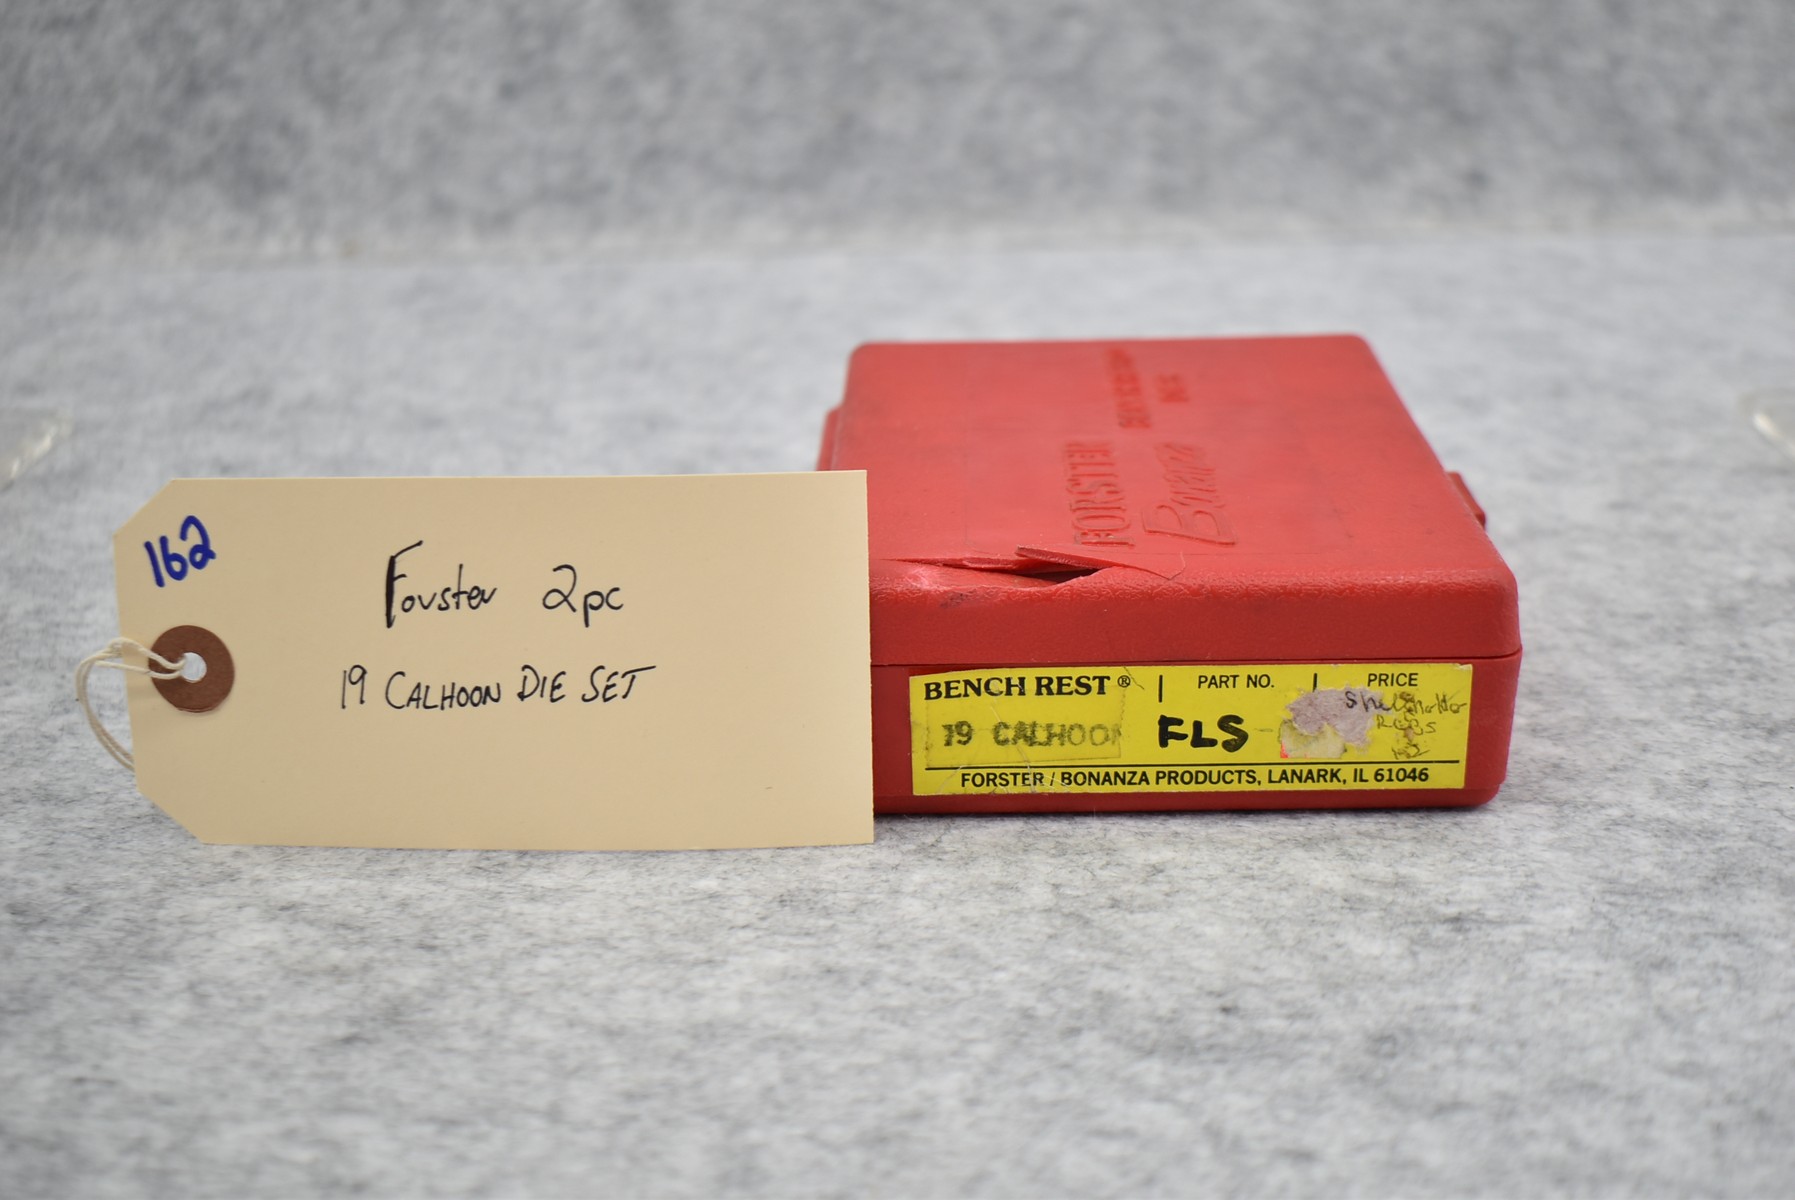 162
Forster 2pc
19 CALHOON DIE SET
FORSTER
Bonanza
BENCH REST® | PART NO. | PRICE
19 CALHOON FLS
FORSTER / BONANZA PRODUCTS, LANARK, IL 61046